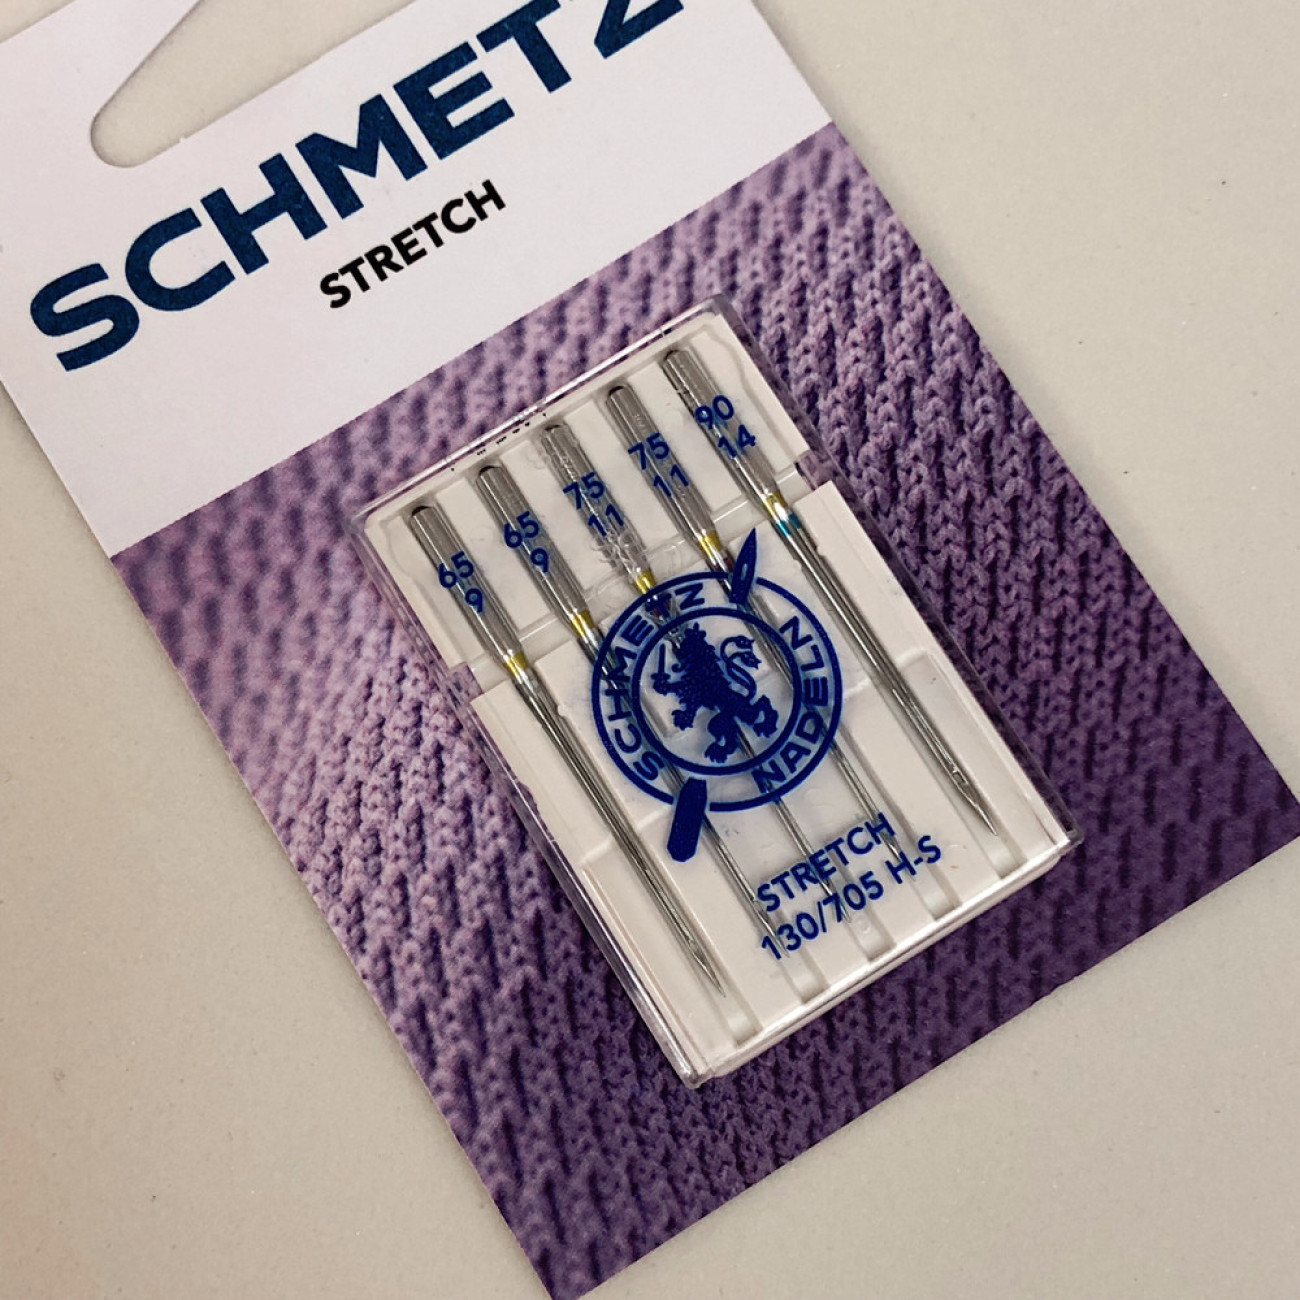 SCHMETZ
STRETCH
65 65 75 75 90
9 9 11 11 14
SCHMETZ NADELN
STRETCH
130/705 H-S